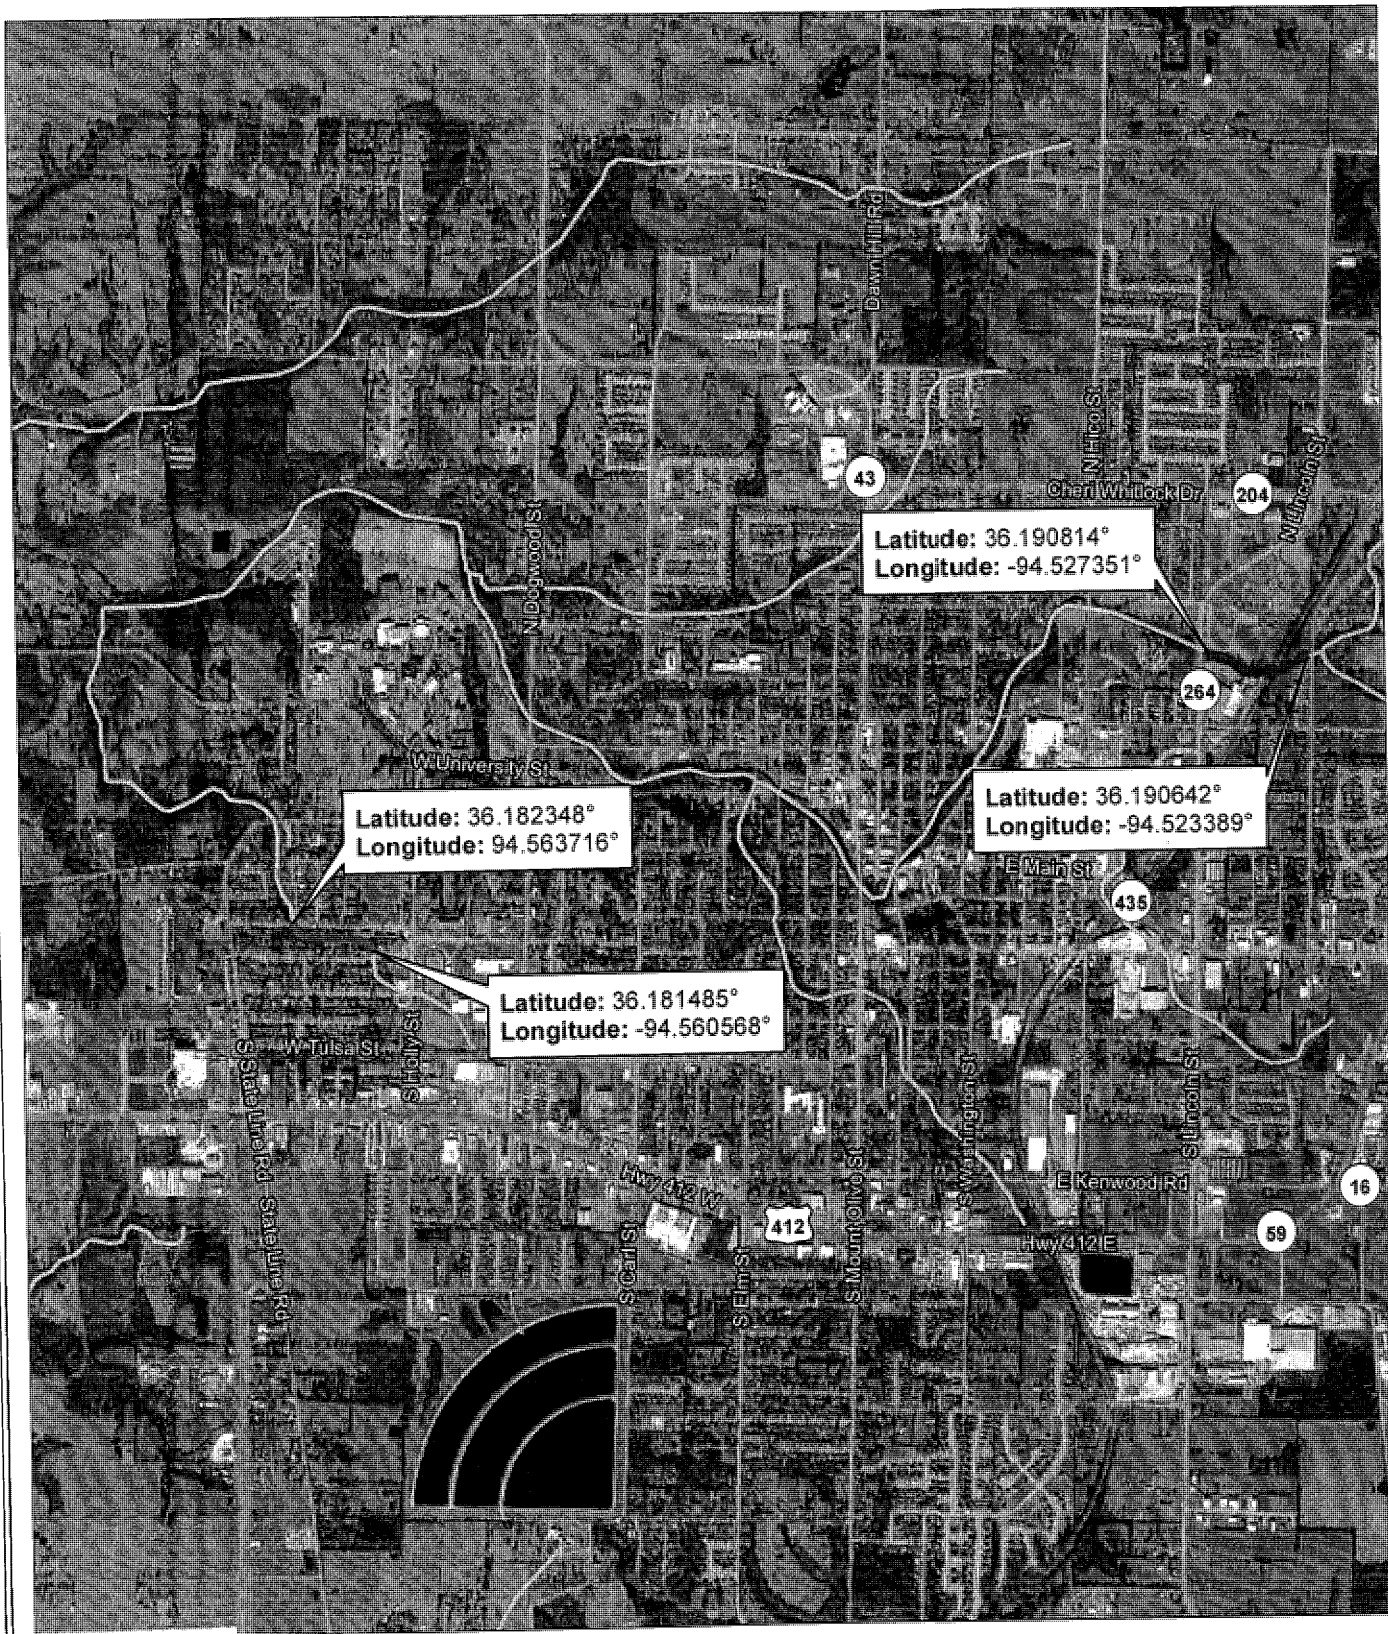 Dawn Hill Rd
N Hico St
43
Cheri Whitlock Dr
204
N Lincoln St
N Dogwood St
Latitude: 36.190814°
Longitude: -94.527351°
264
W University St
Latitude: 36.182348°
Longitude: 94.563716°
Latitude: 36.190642°
Longitude: -94.523389°
E Main St
435
Latitude: 36.181485°
Longitude: -94.560568°
W Tulsa St
S Holly St
S State Line Rd
S Lincoln St
S Washington St
Hwy 412 W
E Kenwood Rd
16
412
59
Hwy 412 E
State Line Rd
S Carl St
S Elm St
S Mount Olive St